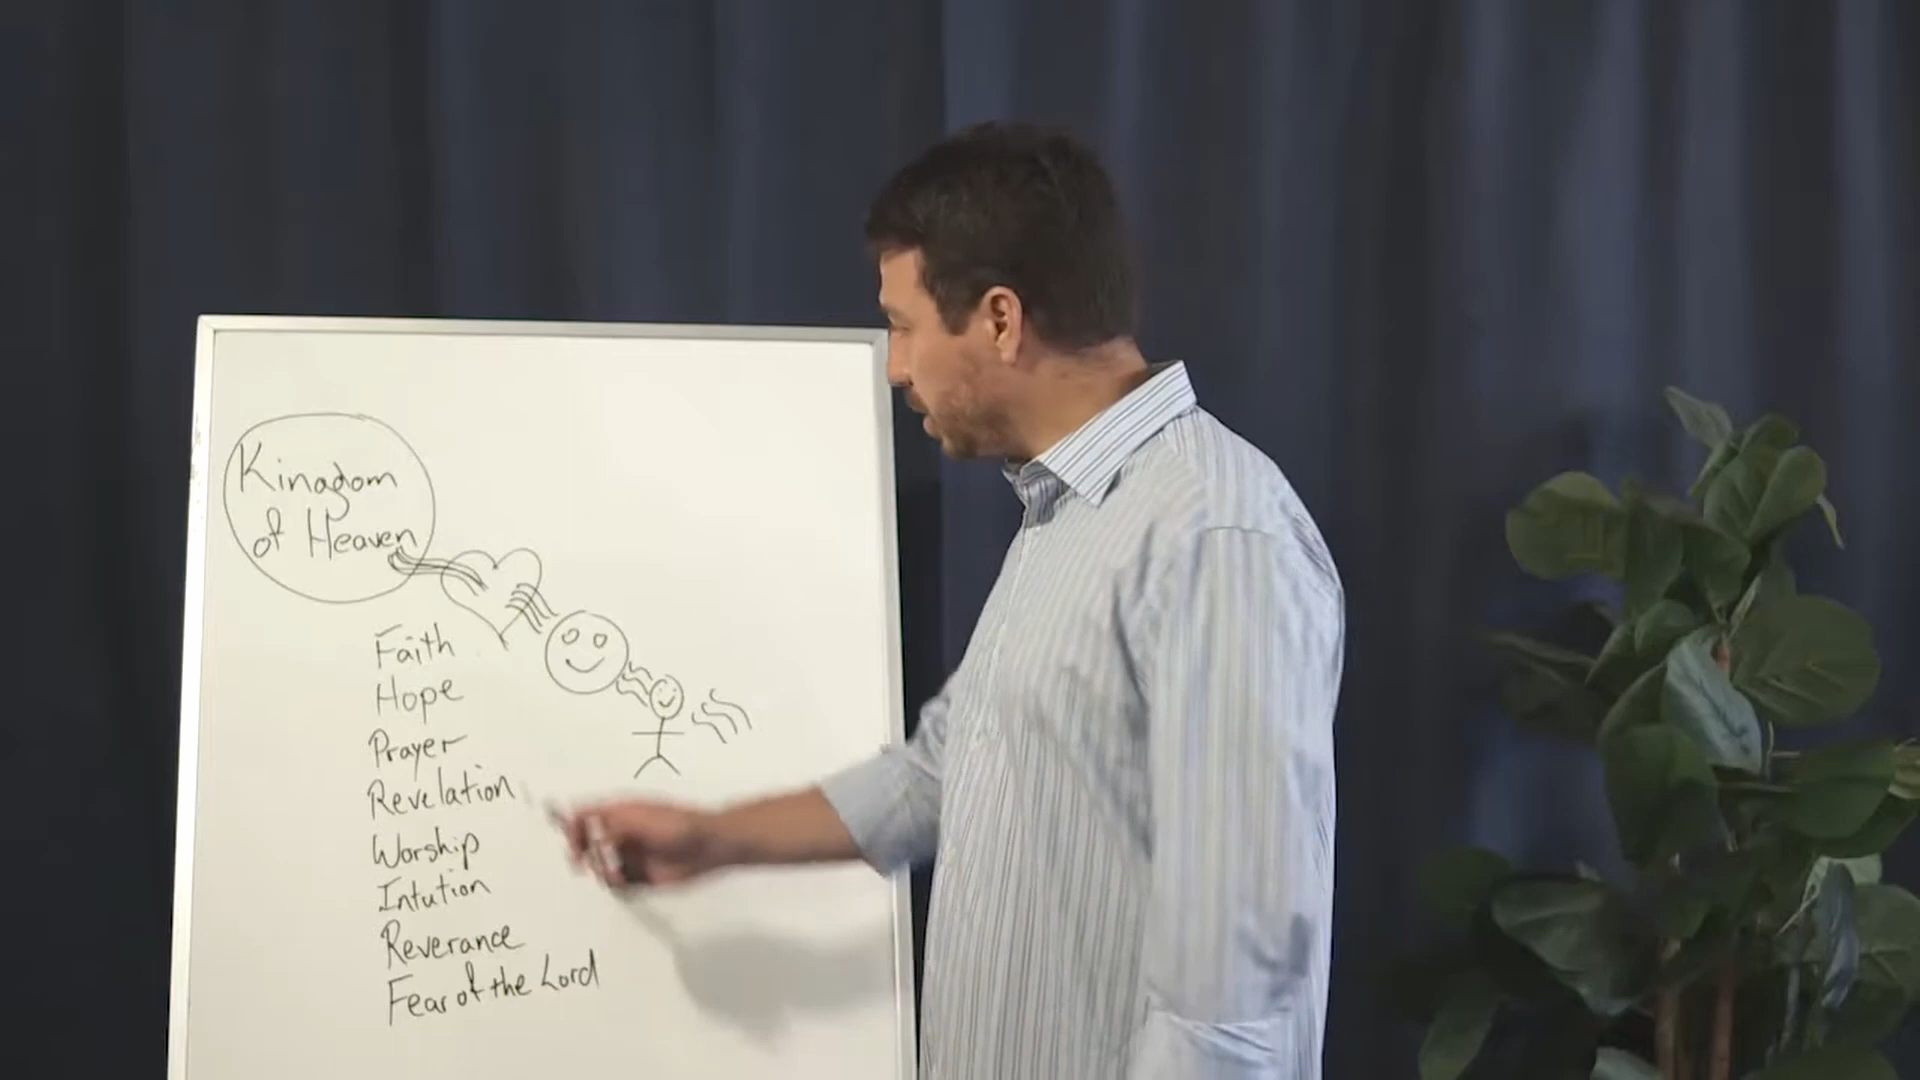 Kingdom
of Heaven
Faith
Hope
Prayer
Revelation
Worship
Intution
Reverance
Fear of the Lord